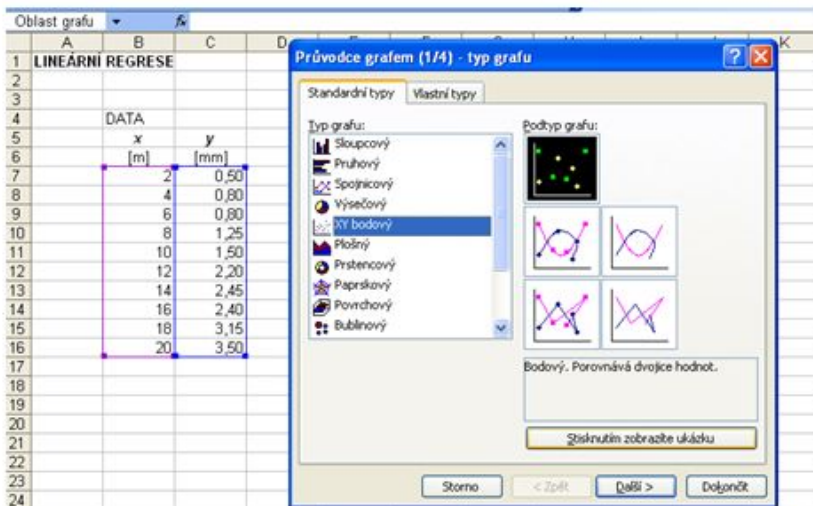 Oblast grafu fx
A B C D K
1 LINEÁRNÍ REGRESE
2
3
4 DATA
5 x y
6 [m] [mm]
7 2 0,50
8 4 0,80
9 6 0,80
10 8 1,25
11 10 1,50
12 12 2,20
13 14 2,45
14 16 2,40
15 18 3,15
16 20 3,50
17
18
19
20
21
22
23
24
Průvodce grafem (1/4) - typ grafu
Standardní typy Vlastní typy
Typ grafu:
Sloupcový
Pruhový
Spojnicový
Výsečový
XY bodový
Plošný
Prstencový
Paprskový
Povrchový
Bublinový
Podtyp grafu:
Bodový. Porovnává dvojice hodnot.
Stisknutím zobrazíte ukázku
Storno < Zpět Další > Dokončit